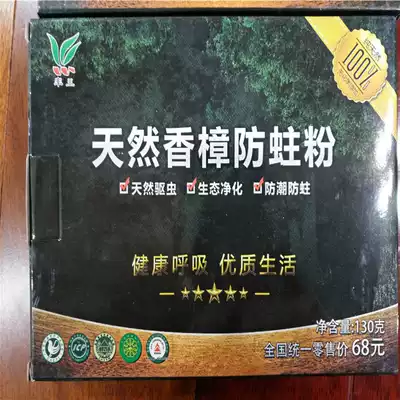 100%
天然香樟防蛀粉
天然驱虫 生态净化 防潮防蛀
健康呼吸 优质生活
净含量:130克
全国统一零售价 68元